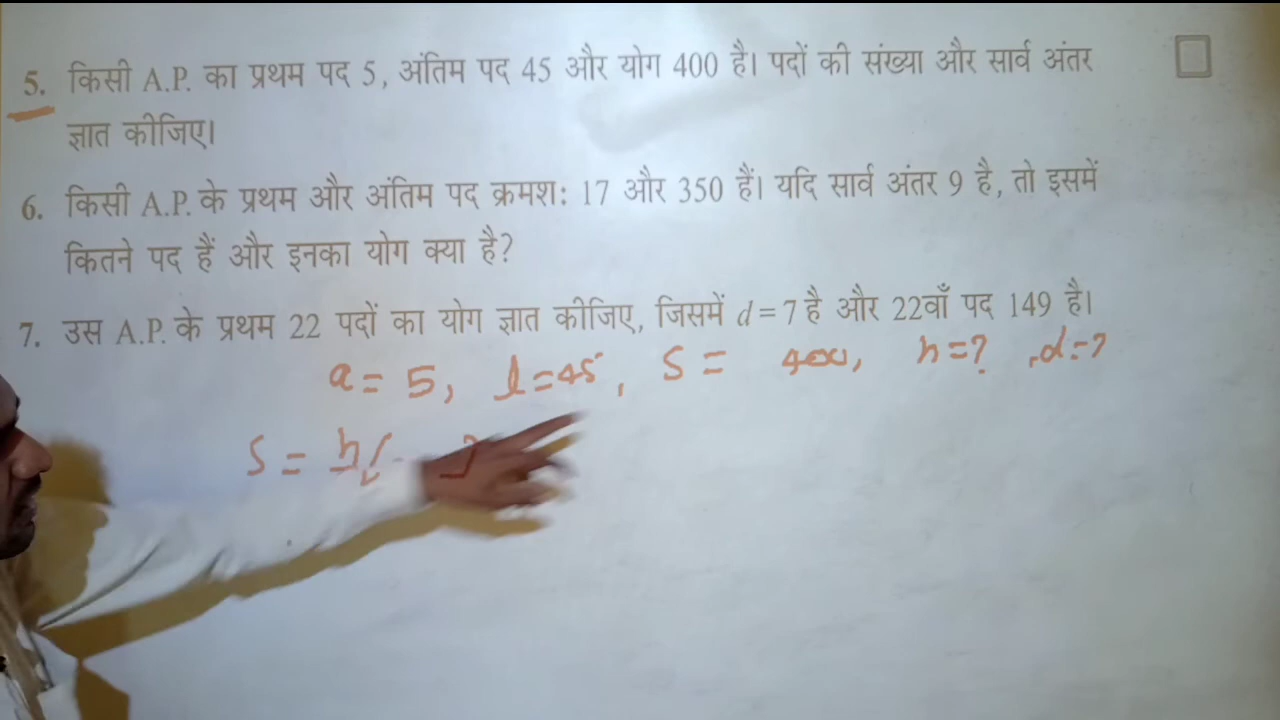 5. किसी A.P. का प्रथम पद 5, अंतिम पद 45 और योग 400 है। पदों की संख्या और सार्व अंतर
ज्ञात कीजिए।
6. किसी A.P. के प्रथम और अंतिम पद क्रमश: 17 और 350 हैं। यदि सार्व अंतर 9 है, तो इसमें
कितने पद हैं और इनका योग क्या है?
7. उस A.P. के प्रथम 22 पदों का योग ज्ञात कीजिए, जिसमें d = 7 है और 22वाँ पद 149 है।
a = 5, l = 45, S = 400, n = ?, d = ?
S = n